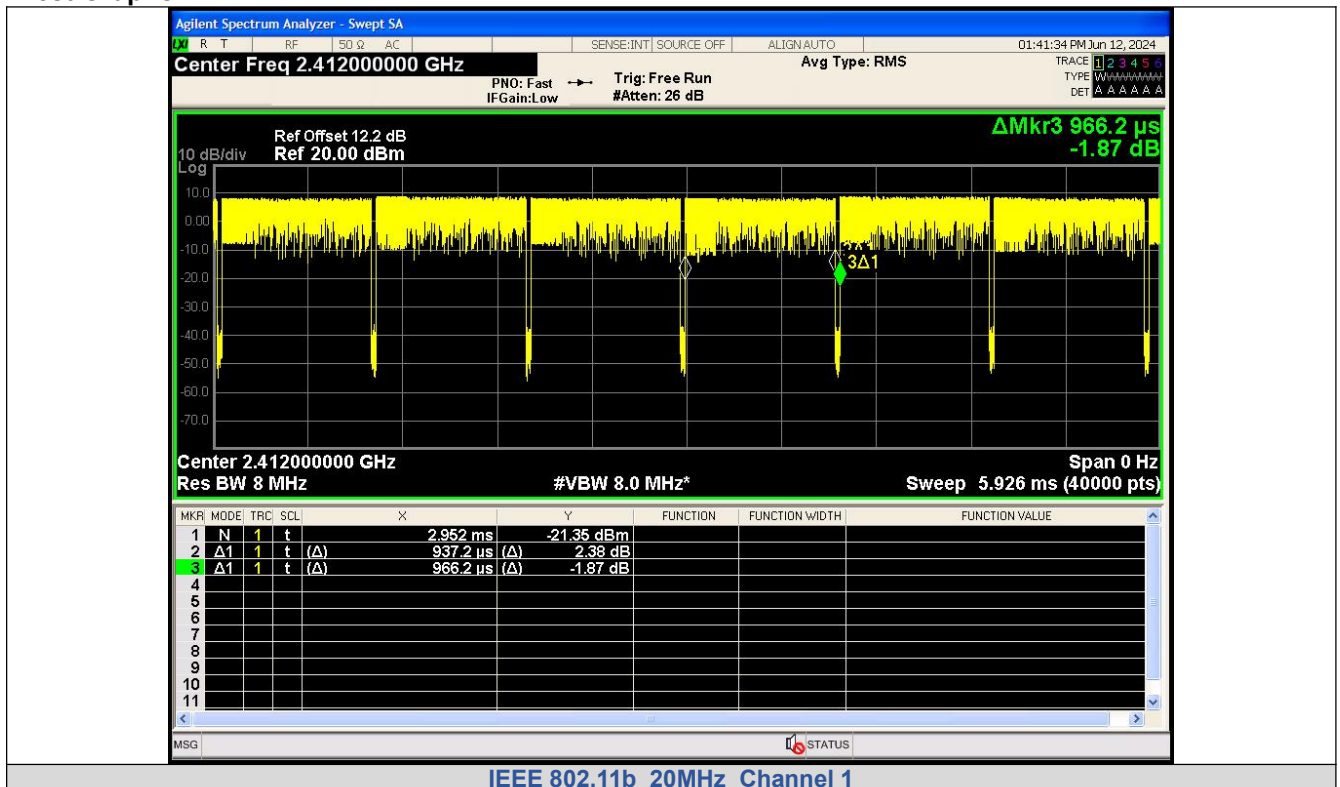 Agilent Spectrum Analyzer - Swept SA
LXI R T RF 50 Ω AC SENSE:INT SOURCE OFF ALIGN AUTO 01:41:34 PM Jun 12, 2024
Center Freq 2.412000000 GHz Avg Type: RMS TRACE 1 2 3 4 5 6
PNO: Fast Trig: Free Run TYPE W
IFGain:Low #Atten: 26 dB DET A A A A A A
ΔMkr3 966.2 µs
Ref Offset 12.2 dB
10 dB/div Ref 20.00 dBm -1.87 dB
Log
10.0
0.00
-10.0
3Δ1
-20.0
-30.0
-40.0
-50.0
-60.0
-70.0
Center 2.412000000 GHz Span 0 Hz
Res BW 8 MHz #VBW 8.0 MHz* Sweep 5.926 ms (40000 pts)
MKR MODE TRC SCL X Y FUNCTION FUNCTION WIDTH FUNCTION VALUE
1 N 1 t 2.952 ms -21.35 dBm
2 Δ1 1 t (Δ) 937.2 µs (Δ) 2.38 dB
3 Δ1 1 t (Δ) 966.2 µs (Δ) -1.87 dB
4
5
6
7
8
9
10
11
MSG STATUS
IEEE 802.11b 20MHz Channel 1